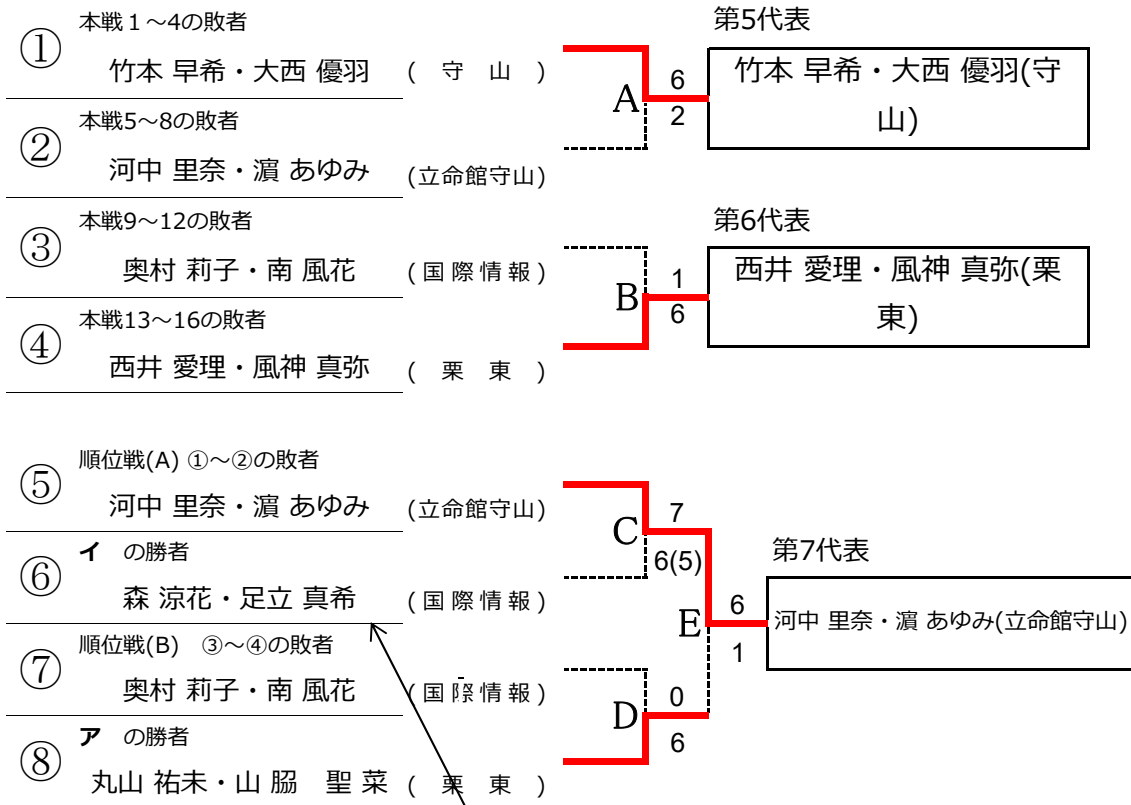 本戦１～4の敗者
① 竹本 早希・大西 優羽 ( 守 山 )
本戦5～8の敗者
② 河中 里奈・濵 あゆみ (立命館守山)
本戦9～12の敗者
③ 奥村 莉子・南 風花 (国際情報)
本戦13～16の敗者
④ 西井 愛理・風神 真弥 ( 栗 東 )
A
6
2
第5代表
竹本 早希・大西 優羽(守
山)
B
1
6
第6代表
西井 愛理・風神 真弥(栗
東)
順位戦(A) ①～②の敗者
⑤ 河中 里奈・濵 あゆみ (立命館守山)
イ の勝者
⑥ 森 涼花・足立 真希 (国際情報)
順位戦(B) ③～④の敗者
⑦ 奥村 莉子・南 風花 (国際情報)
ア の勝者
⑧ 丸山 祐未・山 脇 聖 菜 ( 栗 東 )
C
7
6(5)
D
0
6
E
6
1
第7代表
河中 里奈・濵 あゆみ(立命館守山)